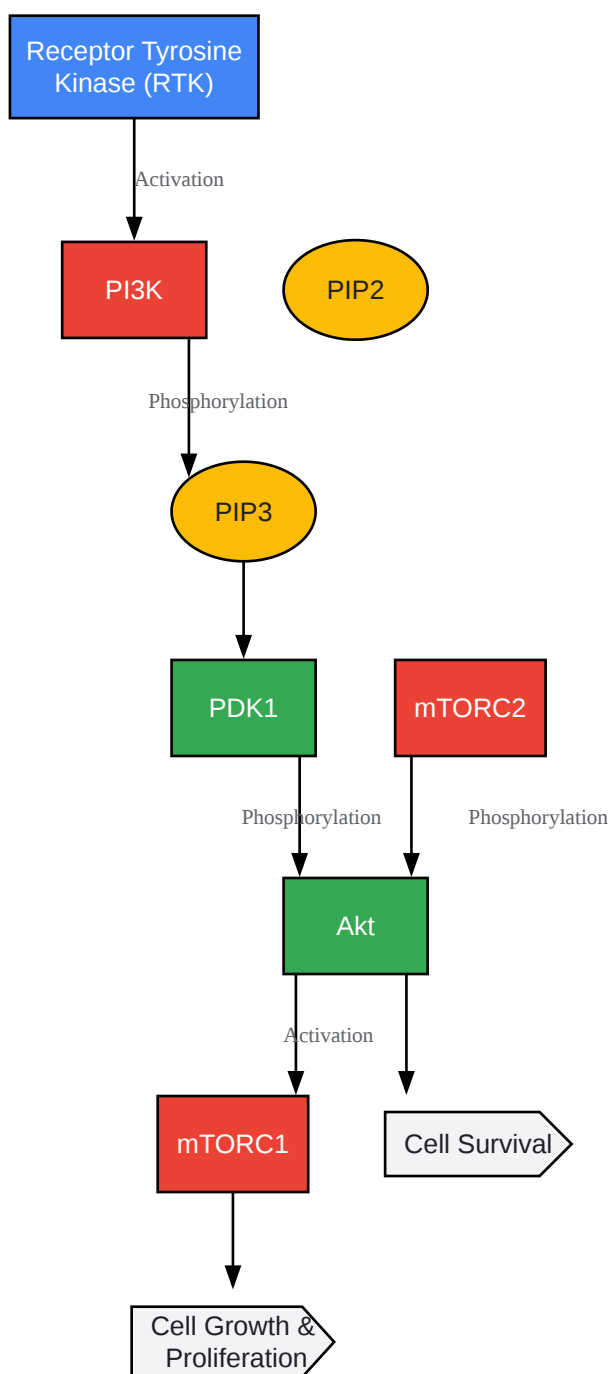 Receptor Tyrosine
Kinase (RTK)
Activation
PI3K
PIP2
Phosphorylation
PIP3
PDK1
mTORC2
Phosphorylation
Phosphorylation
Akt
Activation
mTORC1
Cell Survival
Cell Growth &
Proliferation